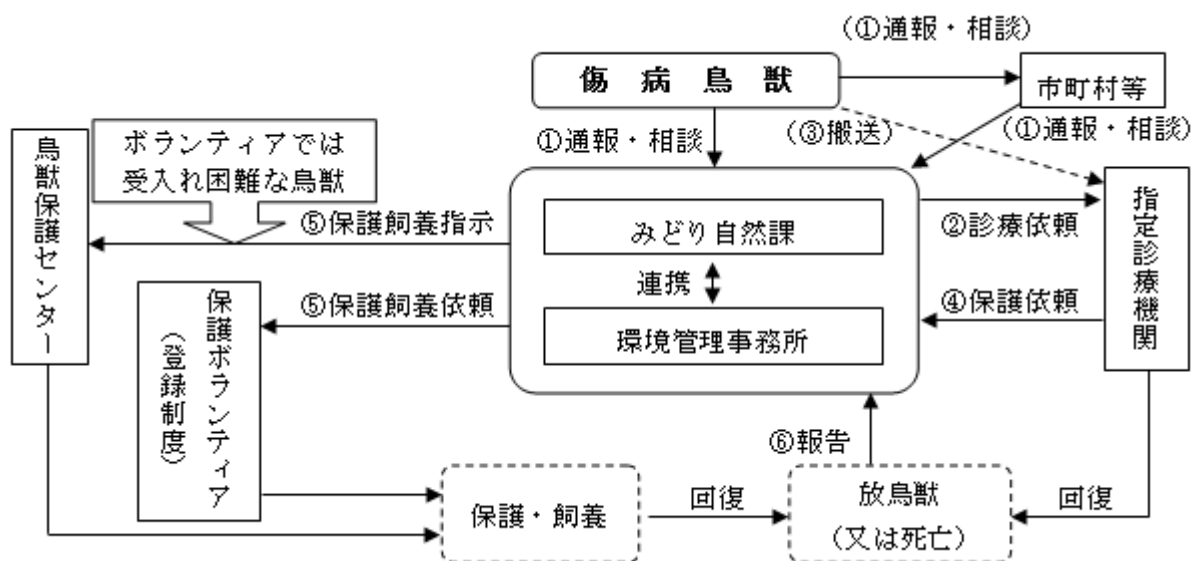 (①通報・相談)
傷病鳥獣
市町村等
①通報・相談
(③搬送)
(①通報・相談)
ボランティアでは
受入れ困難な鳥獣
鳥獣保護センター
⑤保護飼養指示
みどり自然課
②診療依頼
指定診療機関
連携
保護ボランティア
(登録制度)
⑤保護飼養依頼
環境管理事務所
④保護依頼
⑥報告
保護・飼養
回復
放鳥獣
(又は死亡)
回復